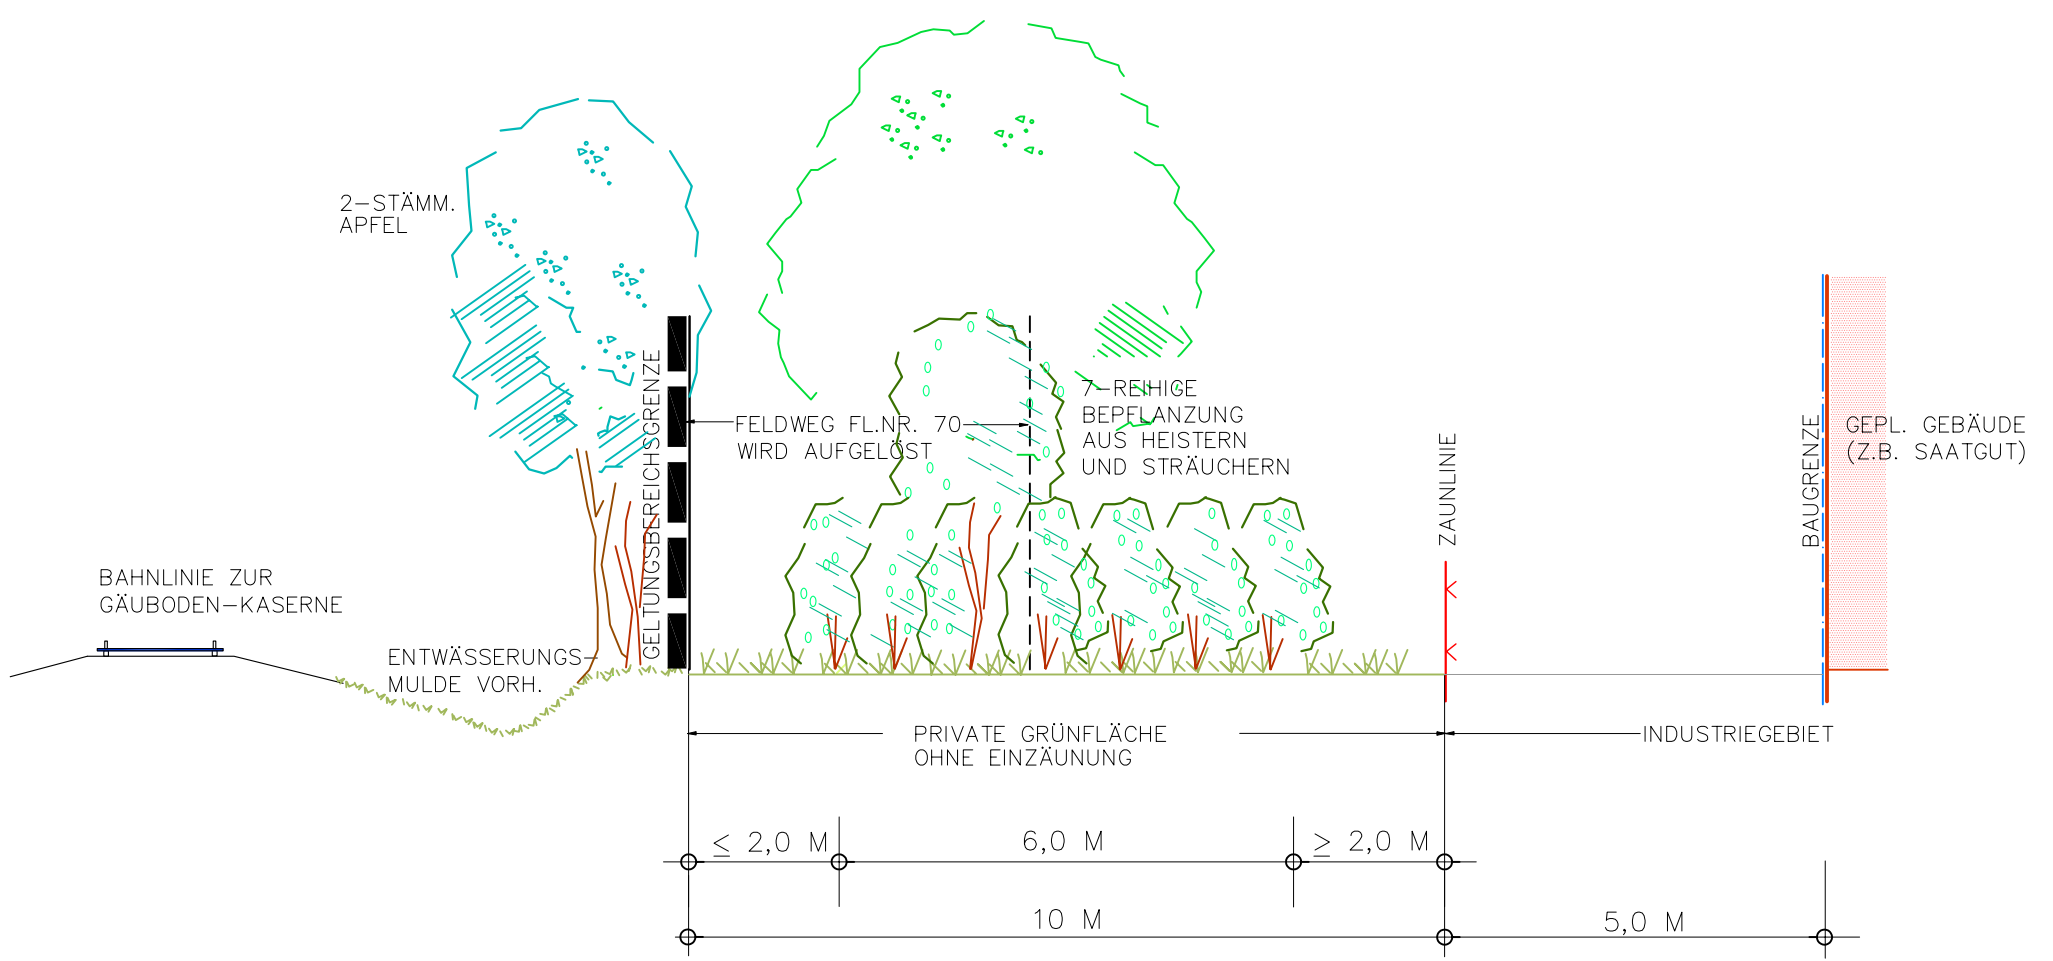 2-STÄMM.
APFEL
GELTUNGSBEREICHSGRENZE
FELDWEG FL.NR. 70
WIRD AUFGELÖST
7-REIHIGE
BEPFLANZUNG
AUS HEISTERN
UND STRÄUCHERN
ZAUNLINIE
BAUGRENZE
GEPL. GEBÄUDE
(Z.B. SAATGUT)
BAHNLINIE ZUR
GÄUBODEN-KASERNE
ENTWÄSSERUNGS-
MULDE VORH.
PRIVATE GRÜNFLÄCHE
OHNE EINZÄUNUNG
INDUSTRIEGEBIET
≤ 2,0 M
6,0 M
≥ 2,0 M
10 M
5,0 M